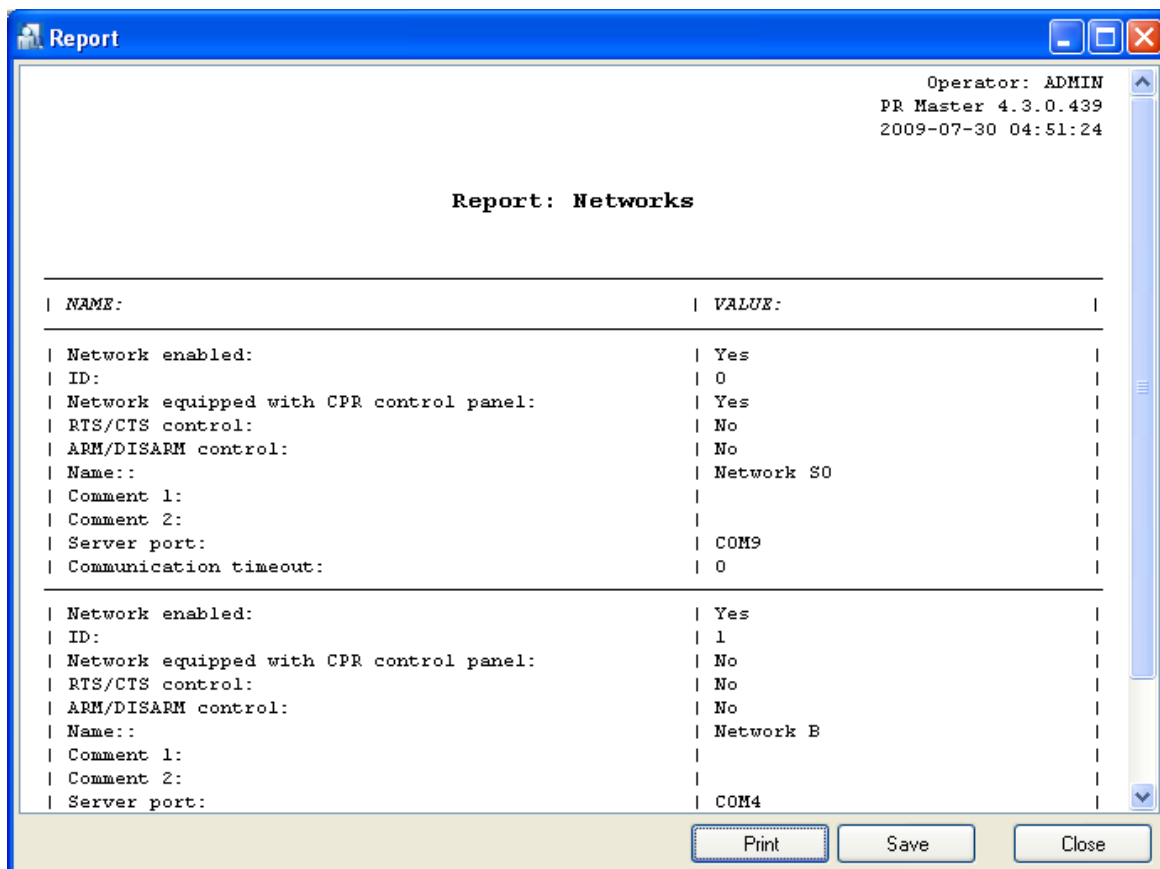 Report
Operator: ADMIN
PR Master 4.3.0.439
2009-07-30 04:51:24
Report: Networks
| NAME: | VALUE: |
| Network enabled: | Yes |
| ID: | 0 |
| Network equipped with CPR control panel: | Yes |
| RTS/CTS control: | No |
| ARM/DISARM control: | No |
| Name:: | Network S0 |
| Comment 1: | |
| Comment 2: | |
| Server port: | COM9 |
| Communication timeout: | 0 |
| Network enabled: | Yes |
| ID: | 1 |
| Network equipped with CPR control panel: | No |
| RTS/CTS control: | No |
| ARM/DISARM control: | No |
| Name:: | Network B |
| Comment 1: | |
| Comment 2: | |
| Server port: | COM4 |
Print Save Close